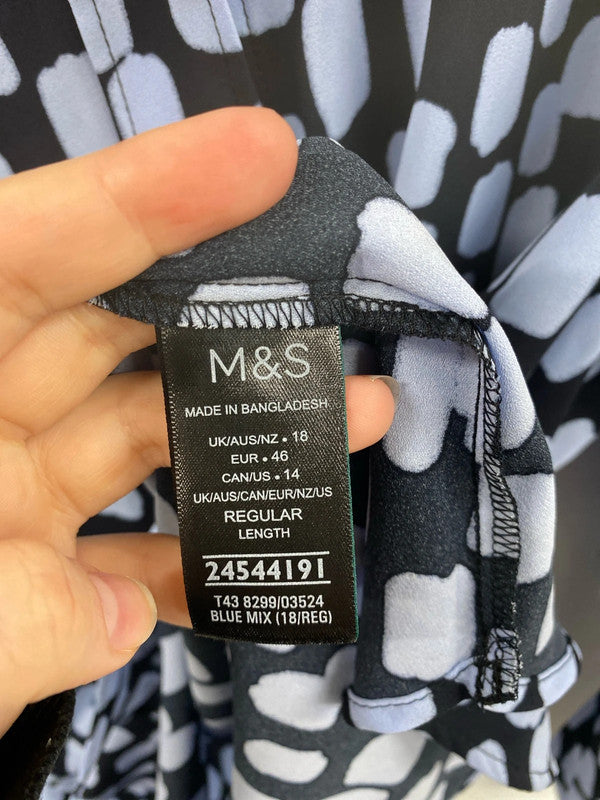 M&S
MADE IN BANGLADESH
UK/AUS/NZ • 18
EUR • 46
CAN/US • 14
UK/AUS/CAN/EUR/NZ/US
REGULAR
LENGTH
24544191
T43 8299/03524
BLUE MIX (18/REG)